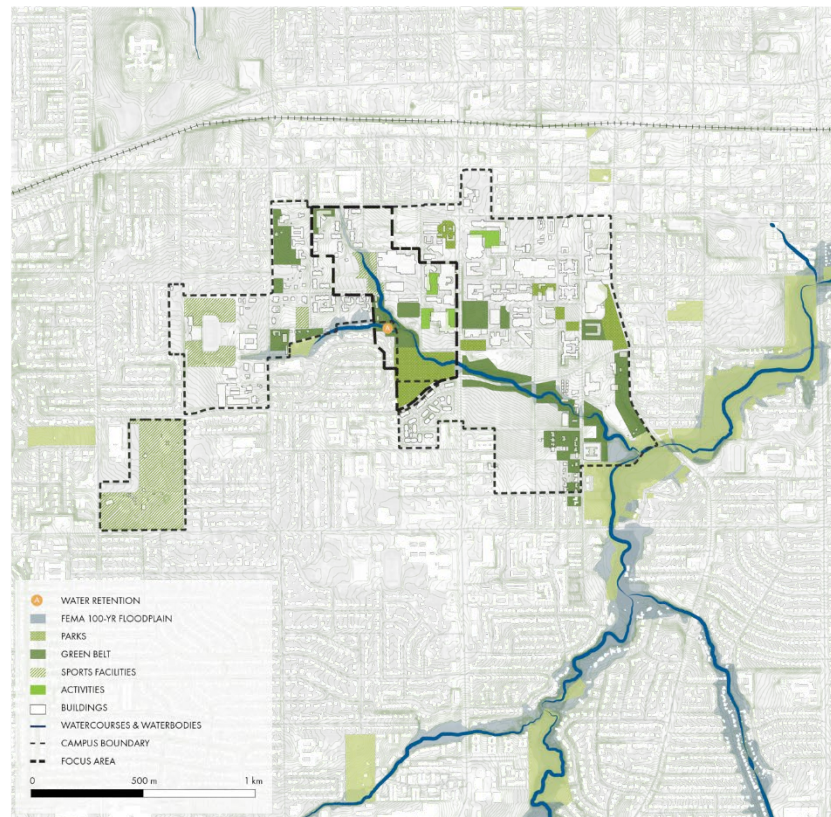 A
A WATER RETENTION
FEMA 100-YR FLOODPLAIN
PARKS
GREEN BELT
SPORTS FACILITIES
ACTIVITIES
BUILDINGS
WATERCOURSES & WATERBODIES
CAMPUS BOUNDARY
FOCUS AREA
0 500 m 1 km